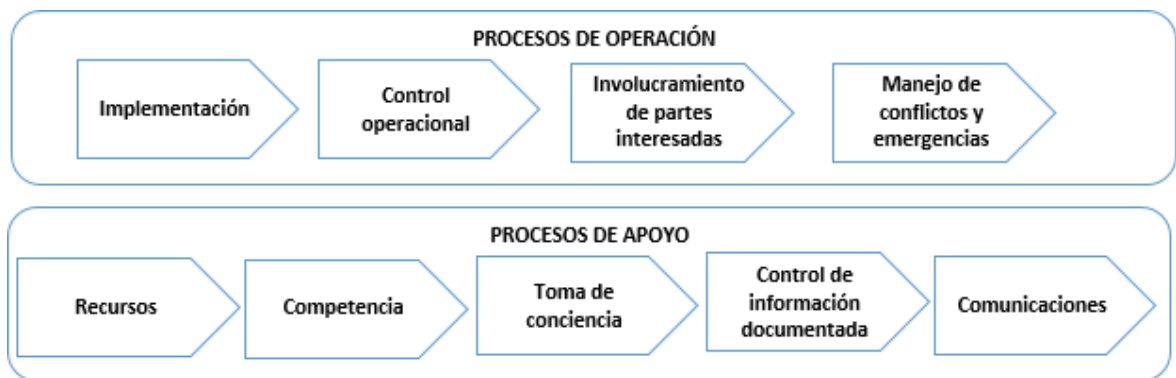 PROCESOS DE OPERACIÓN
Implementación
Control
operacional
Involucramiento
de partes
interesadas
Manejo de
conflictos y
emergencias
PROCESOS DE APOYO
Recursos
Competencia
Toma de
conciencia
Control de
información
documentada
Comunicaciones